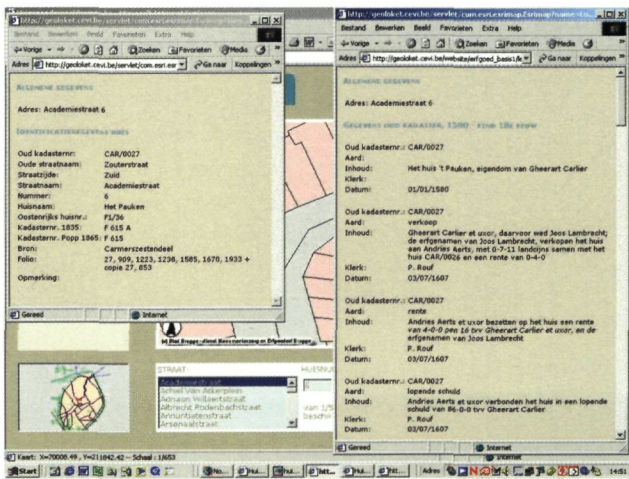 http://geoloket.cevi.be/servlet/com.esri.esrimap.Esrimap?name=
Bestand Bewerken Beeld Favorieten Extra Help
Vorige Zoeken Favorieten Media
Adres http://geoloket.cevi.be/servlet/com.esri.esr Ga naar Koppelingen
ALGEMENE GEGEVENS
Adres: Academiestraat 6
IDENTIFICATIEGEGEVENS HUIS
Oud kadasternr: CAR/0027
Oude straatnaam: Zouterstraat
Straatzijde: Zuid
Straatnaam: Academiestraat
Nummer: 6
Huisnaam: Het Pauken
Oostenrijks huisnr.: F1/36
Kadasternr. 1835: F 615 A
Kadasternr. Popp 1865: F 615
Bron: Carmerszestendeel
Folio: 27, 909, 1223, 1238, 1585, 1670, 1933 +
copie 27, 853
Opmerking:
Gereed Internet
http://geoloket.cevi.be/servlet/com.esri.esrimap.Esrimap?name=Lo...
Bestand Bewerken Beeld Favorieten Extra Help
Vorige Zoeken Favorieten Media
Adres http://geoloket.cevi.be/website/erfgoed_basis1/k Ga naar Koppelingen
ALGEMENE GEGEVENS
Adres: Academiestraat 6
GEGEVENS OUD KADASTER, 1580 - EIND 18E EEUW
Oud kadasternr.: CAR/0027
Aard:
Inhoud: Het huis 't Pauken, eigendom van Gheerart Carlier
Klerk:
Datum: 01/01/1580
Oud kadasternr.: CAR/0027
Aard: verkoop
Inhoud: Gheeraart Carlier et uxor, daarvoor wed Joos Lambrecht;
de erfgenamen van Joos Lambrecht, verkopen het huis
aan Andries Aerts, met 0-7-11 landcijns samen met het
huis CAR/0026 en een rente van 0-4-0
Klerk: P. Rouf
Datum: 03/07/1607
Oud kadasternr.: CAR/0027
Aard: rente
Inhoud: Andries Aerts et uxor bezetten op het huis een rente
van 4-0-0 pen 16 tvv Gheerart Carlier et uxor, en de
erfgenamen van Joos Lambrecht
Klerk: P. Rouf
Datum: 03/07/1607
Oud kadasternr.: CAR/0027
Aard: lopende schuld
Inhoud: Andries Aerts et uxor verbonden het huis in een lopende
schuld van 86-0-0 tvv Gheerart Carlier
Klerk: P. Rouf
Datum: 03/07/1607
Gereed Internet
STRAAT
Academiestraat
Achiel Van Ackerplein
Adriaan Willaertstraat
Albrecht Rodenbachstraat
Annuntiatenstraat
Arsenaalstraat
Kaart: X=70008.49 , Y=211842.42 -- Schaal : 1/653
Internet
Start Adres 14:51